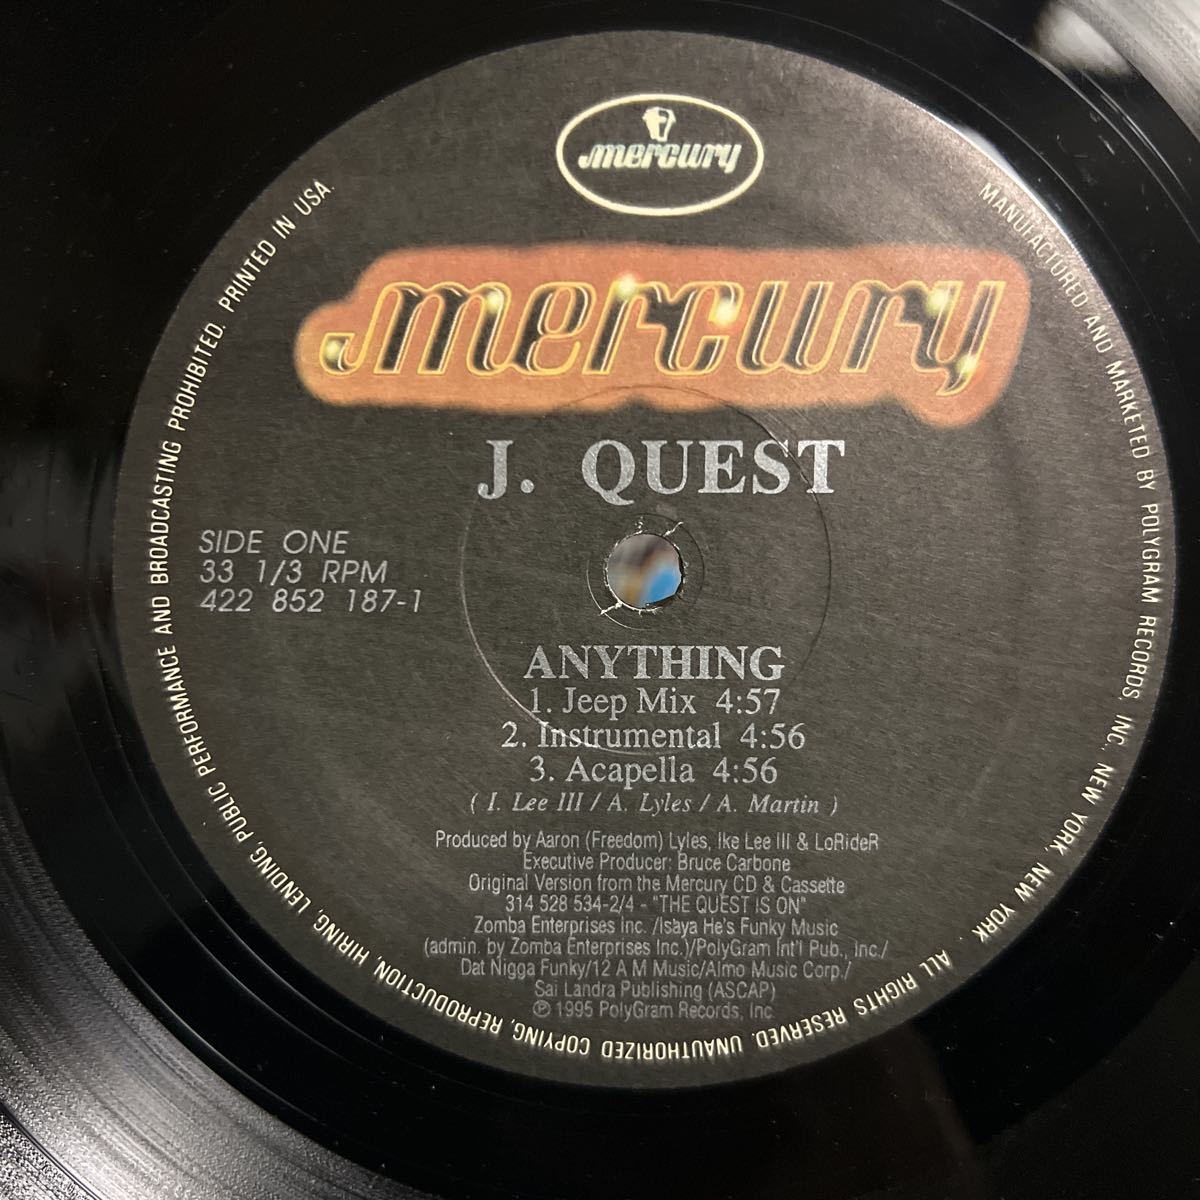 mercury
mercury
J. QUEST
SIDE ONE
33 1/3 RPM
422 852 187-1
ANYTHING
1. Jeep Mix 4:57
2. Instrumental 4:56
3. Acapella 4:56
( I. Lee III / A. Lyles / A. Martin )
Produced by Aaron (Freedom) Lyles, Ike Lee III & LoRideR
Executive Producer: Bruce Carbone
Original Version from the Mercury CD & Cassette
314 528 534-2/4 - "THE QUEST IS ON"
Zomba Enterprises Inc. /Isaya He's Funky Music
(admin. by Zomba Enterprises Inc.)/PolyGram Int'l Pub., Inc./
Dat Nigga Funky/12 A M Music/Almo Music Corp./
Sai Landra Publishing (ASCAP)
℗ 1995 PolyGram Records, Inc.
MANUFACTURED AND MARKETED BY POLYGRAM RECORDS, INC., NEW YORK, NEW YORK. ALL RIGHTS RESERVED. UNAUTHORIZED COPYING, REPRODUCTION, HIRING, LENDING, PUBLIC PERFORMANCE AND BROADCASTING PROHIBITED. PRINTED IN USA.